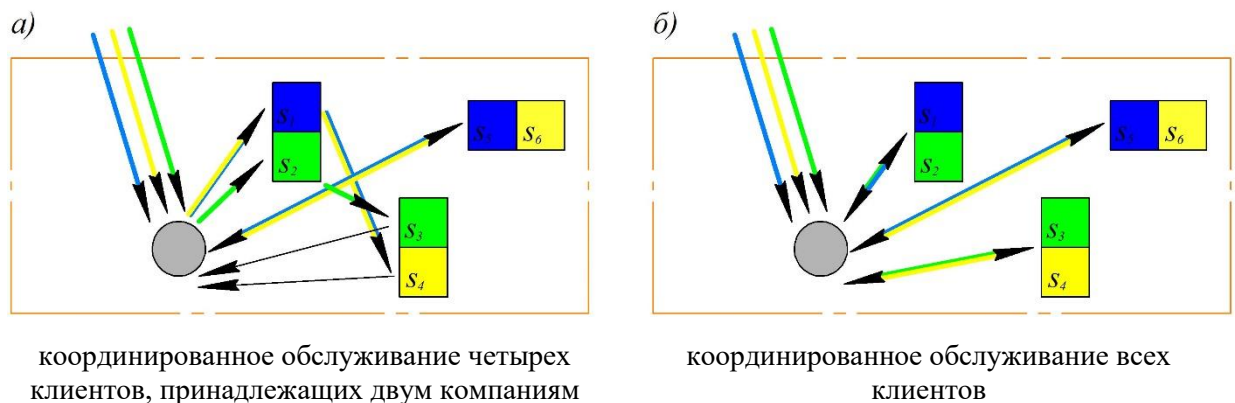 а)
s₁
s₂
s₅ s₆
s₃
s₄
координированное обслуживание четырех
клиентов, принадлежащих двум компаниям
б)
s₁
s₂
s₅ s₆
s₃
s₄
координированное обслуживание всех
клиентов